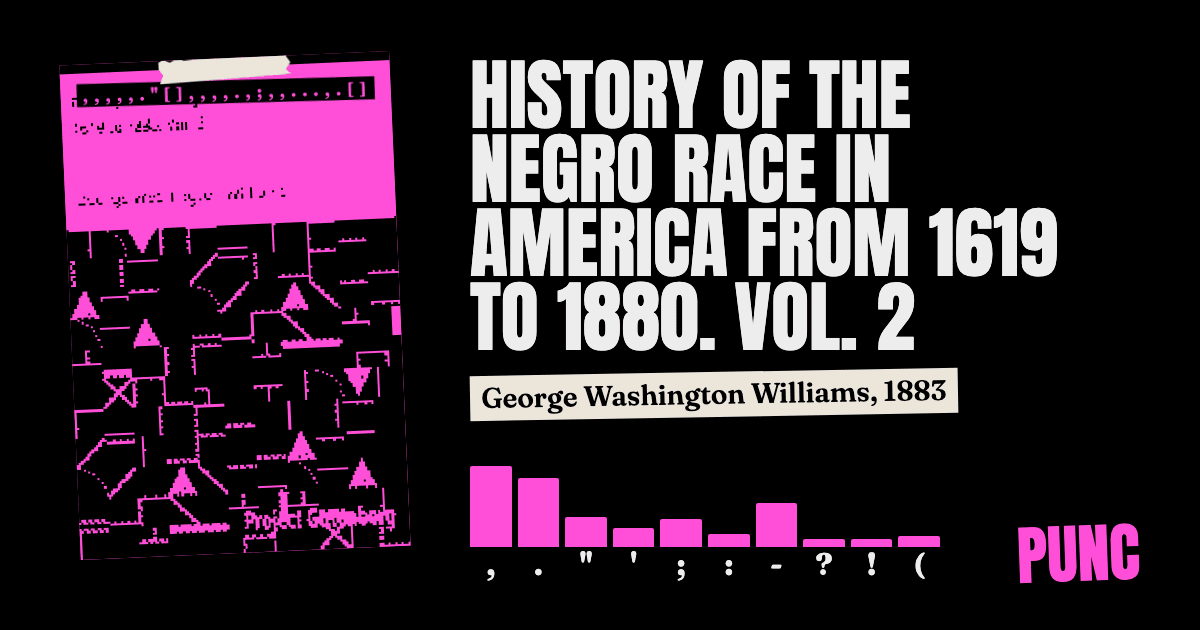 ,,,,,,."[],,,,.,;,,...,.[]
Project Gutenberg
HISTORY OF THE
NEGRO RACE IN
AMERICA FROM 1619
TO 1880. VOL. 2
George Washington Williams, 1883
, . " ' ; : - ? ! (
PUNC